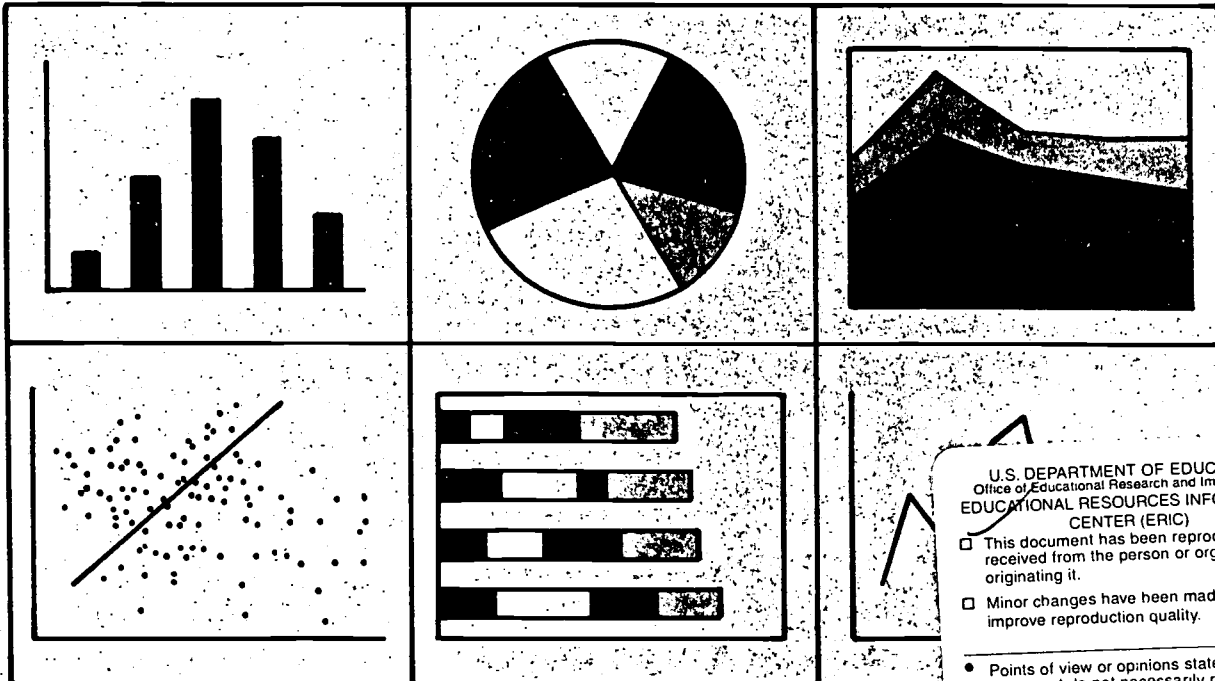 U.S. DEPARTMENT OF EDUC
Office of Educational Research and Im
EDUCATIONAL RESOURCES INFO
CENTER (ERIC)
□ This document has been repro
received from the person or org
originating it.
□ Minor changes have been mad
improve reproduction quality.
• Points of view or opinions state